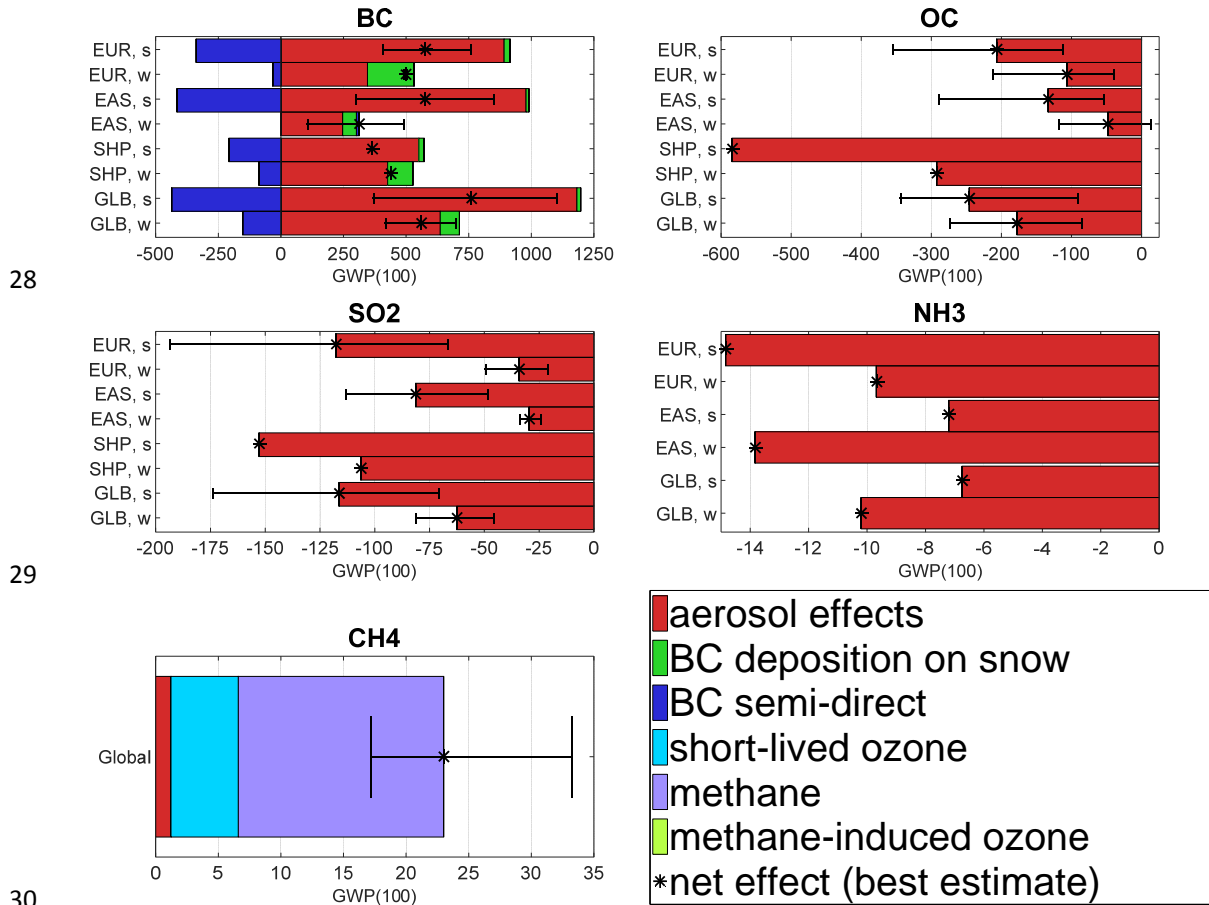 BC
EUR, s
EUR, w
EAS, s
EAS, w
SHP, s
SHP, w
GLB, s
GLB, w
-500 -250 0 250 500 750 1000 1250
GWP(100)
OC
EUR, s
EUR, w
EAS, s
EAS, w
SHP, s
SHP, w
GLB, s
GLB, w
-600 -500 -400 -300 -200 -100 0
GWP(100)
28
SO2
EUR, s
EUR, w
EAS, s
EAS, w
SHP, s
SHP, w
GLB, s
GLB, w
-200 -175 -150 -125 -100 -75 -50 -25 0
GWP(100)
NH3
EUR, s
EUR, w
EAS, s
EAS, w
GLB, s
GLB, w
-14 -12 -10 -8 -6 -4 -2 0
GWP(100)
29
CH4
Global
0 5 10 15 20 25 30 35
GWP(100)
aerosol effects
BC deposition on snow
BC semi-direct
short-lived ozone
methane
methane-induced ozone
net effect (best estimate)
30